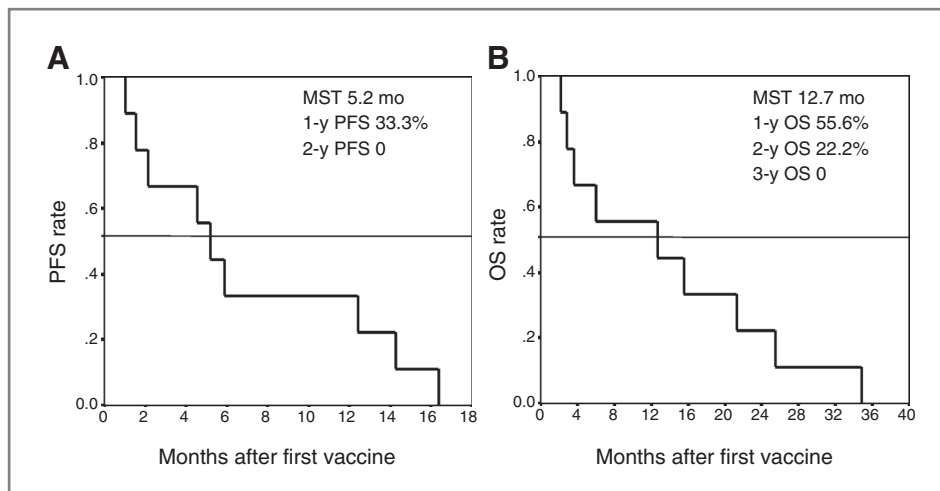 A
MST 5.2 mo
1-y PFS 33.3%
2-y PFS 0
PFS rate
1.0
.8
.6
.4
.2
0.0
0 2 4 6 8 10 12 14 16 18
Months after first vaccine
B
MST 12.7 mo
1-y OS 55.6%
2-y OS 22.2%
3-y OS 0
OS rate
1.0
.8
.6
.4
.2
0.0
0 4 8 12 16 20 24 28 32 36 40
Months after first vaccine